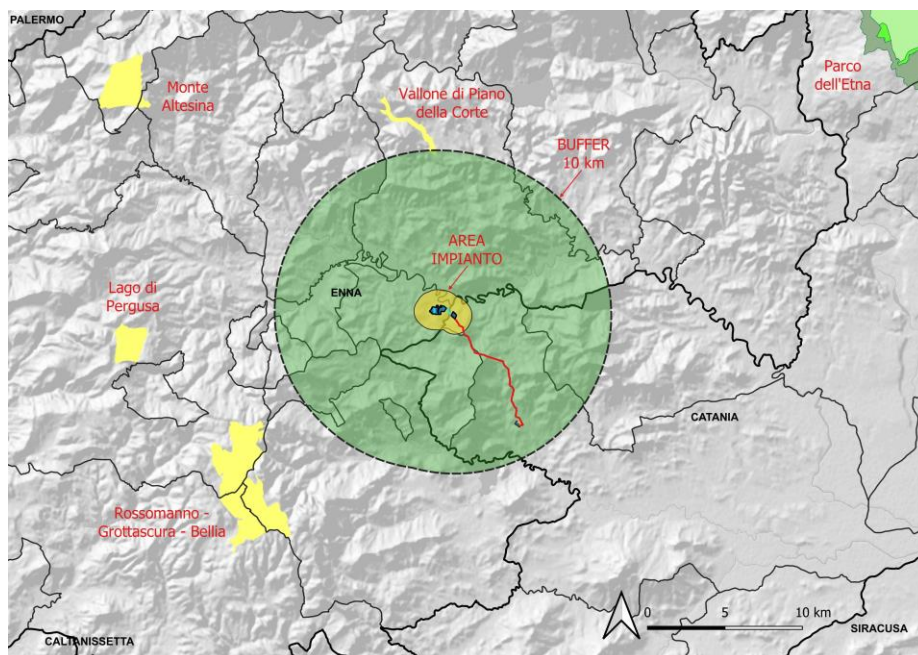 PALERMO
Monte
Altesina
Vallone di Piano
della Corte
Parco
dell'Etna
BUFFER
10 km
AREA
IMPIANTO
ENNA
Lago di
Pergusa
CATANIA
Rossomanno -
Grottascura - Bellia
0 5 10 km
CALTANISSETTA
SIRACUSA